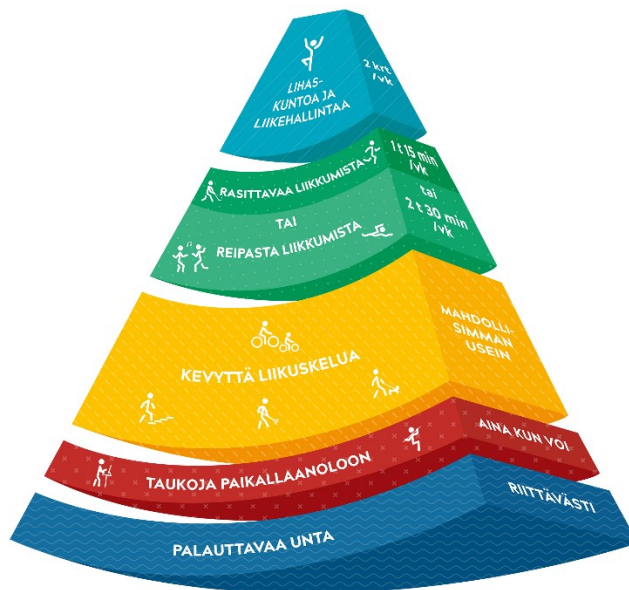 LIHAS-
KUNTOA JA
LIIKEHALLINTAA
2 krt.
/vk
RASITTAVAA LIIKKUMISTA
1 t 15 min
/vk
TAI
REIPASTA LIIKKUMISTA
tai
2 t 30 min
/vk
KEVYTTÄ LIIKUSKELUA
MAHDOLLI-
SIMMAN
USEIN
TAUKOJA PAIKALLAANOLOON
AINA KUN VOI
PALAUTTAVAA UNTA
RIITTÄVÄSTI